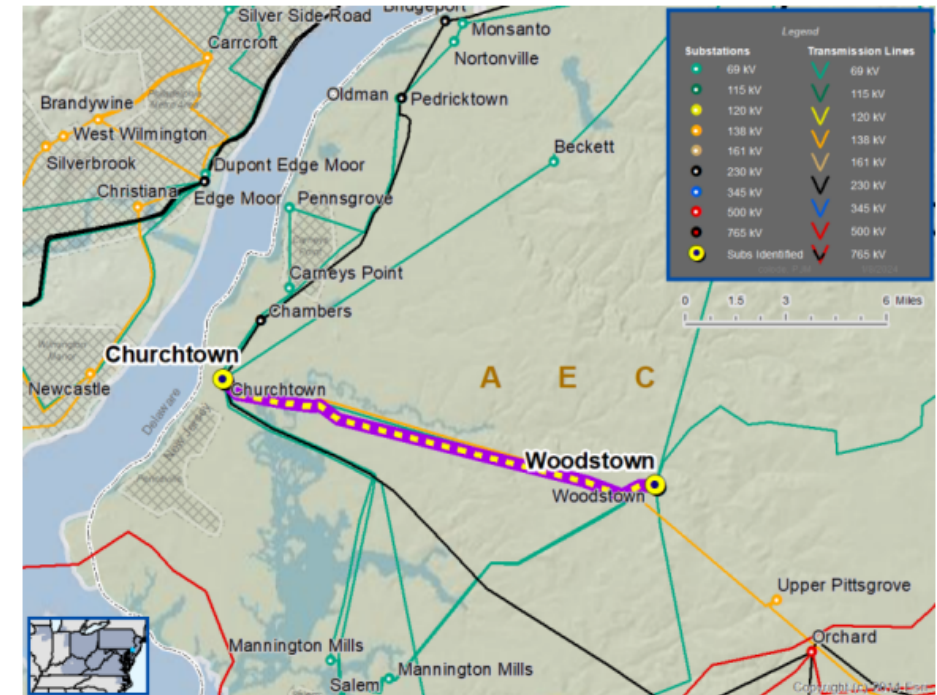 Bridgeport
Silver Side Road
Monsanto
Carrcroft
Nortonville
Oldman
Pedricktown
Brandywine
West Wilmington
Beckett
Silverbrook
Dupont Edge Moor
Christiana
Edge Moor
Pennsgrove
Carneys Point
Chambers
Churchtown
Churchtown
Newcastle
Delaware
New Jersey
A E C
Woodstown
Woodstown
Upper Pittsgrove
Orchard
Mannington Mills
Mannington Mills
Salem
Legend
Substations
69 kV
115 kV
120 kV
138 kV
161 kV
230 kV
345 kV
500 kV
765 kV
Subs Identified
Transmission Lines
69 kV
115 kV
120 kV
138 kV
161 kV
230 kV
345 kV
500 kV
765 kV
0 1.5 3 6 Miles
Copyright (c) 2014 Esri